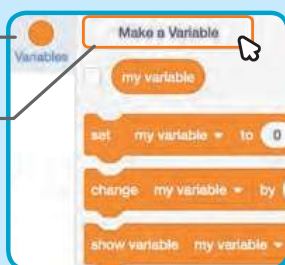 Make a Variable
Variables
my variable
set my variable to 0
change my variable by
show variable my variable